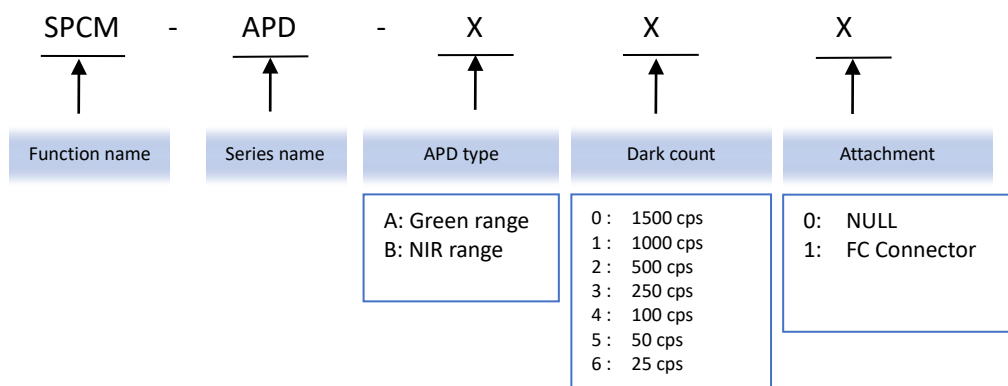 SPCM - APD - X X X
Function name Series name APD type Dark count Attachment
A: Green range
B: NIR range
0 : 1500 cps
1 : 1000 cps
2 : 500 cps
3 : 250 cps
4 : 100 cps
5 : 50 cps
6 : 25 cps
0: NULL
1: FC Connector